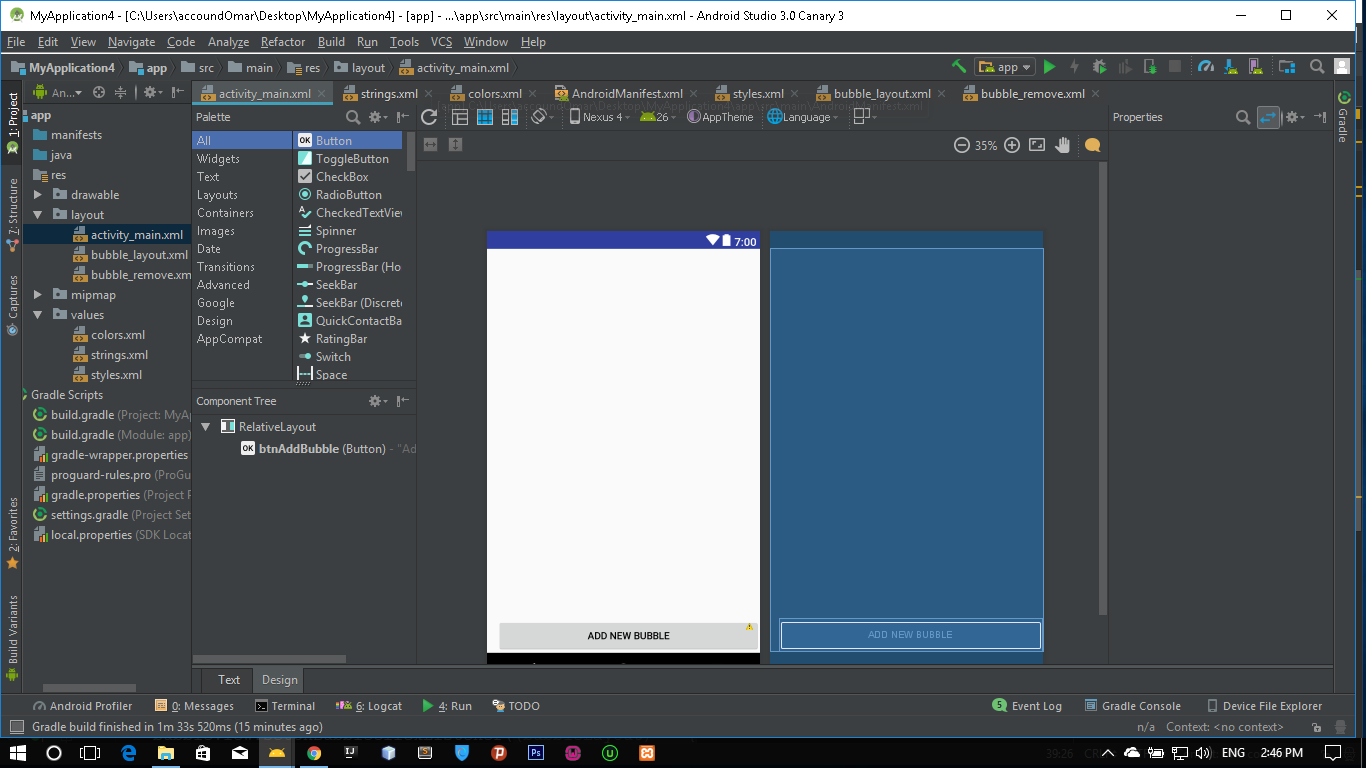 MyApplication4 - [C:\Users\accoundOmar\Desktop\MyApplication4] - [app] - ...\app\src\main\res\layout\activity_main.xml - Android Studio 3.0 Canary 3
File Edit View Navigate Code Analyze Refactor Build Run Tools VCS Window Help
MyApplication4 app src main res layout activity_main.xml app
1: Project
7: Structure
Captures
2: Favorites
Build Variants
An...
app
manifests
java
res
drawable
layout
activity_main.xml
bubble_layout.xml
bubble_remove.xm
mipmap
values
colors.xml
strings.xml
styles.xml
Gradle Scripts
build.gradle (Project: MyAp
build.gradle (Module: app)
gradle-wrapper.properties
proguard-rules.pro (ProGu
gradle.properties (Project P
settings.gradle (Project Set
local.properties (SDK Locat
activity_main.xml strings.xml colors.xml AndroidManifest.xml styles.xml bubble_layout.xml bubble_remove.xml
Palette
All
Widgets
Text
Layouts
Containers
Images
Date
Transitions
Advanced
Google
Design
AppCompat
OK Button
ToggleButton
CheckBox
RadioButton
CheckedTextVie
Spinner
ProgressBar
ProgressBar (Ho
SeekBar
SeekBar (Discrete
QuickContactBa
RatingBar
Switch
Space
Component Tree
RelativeLayout
OK btnAddBubble (Button) - "Ad
Nexus 4 26 AppTheme Language
35%
7:00
ADD NEW BUBBLE
ADD NEW BUBBLE
Properties
Gradle
Text Design
Android Profiler 0: Messages Terminal 6: Logcat 4: Run TODO 5 Event Log Gradle Console Device File Explorer
Gradle build finished in 1m 33s 520ms (15 minutes ago) n/a Context: <no context>
ENG 2:46 PM